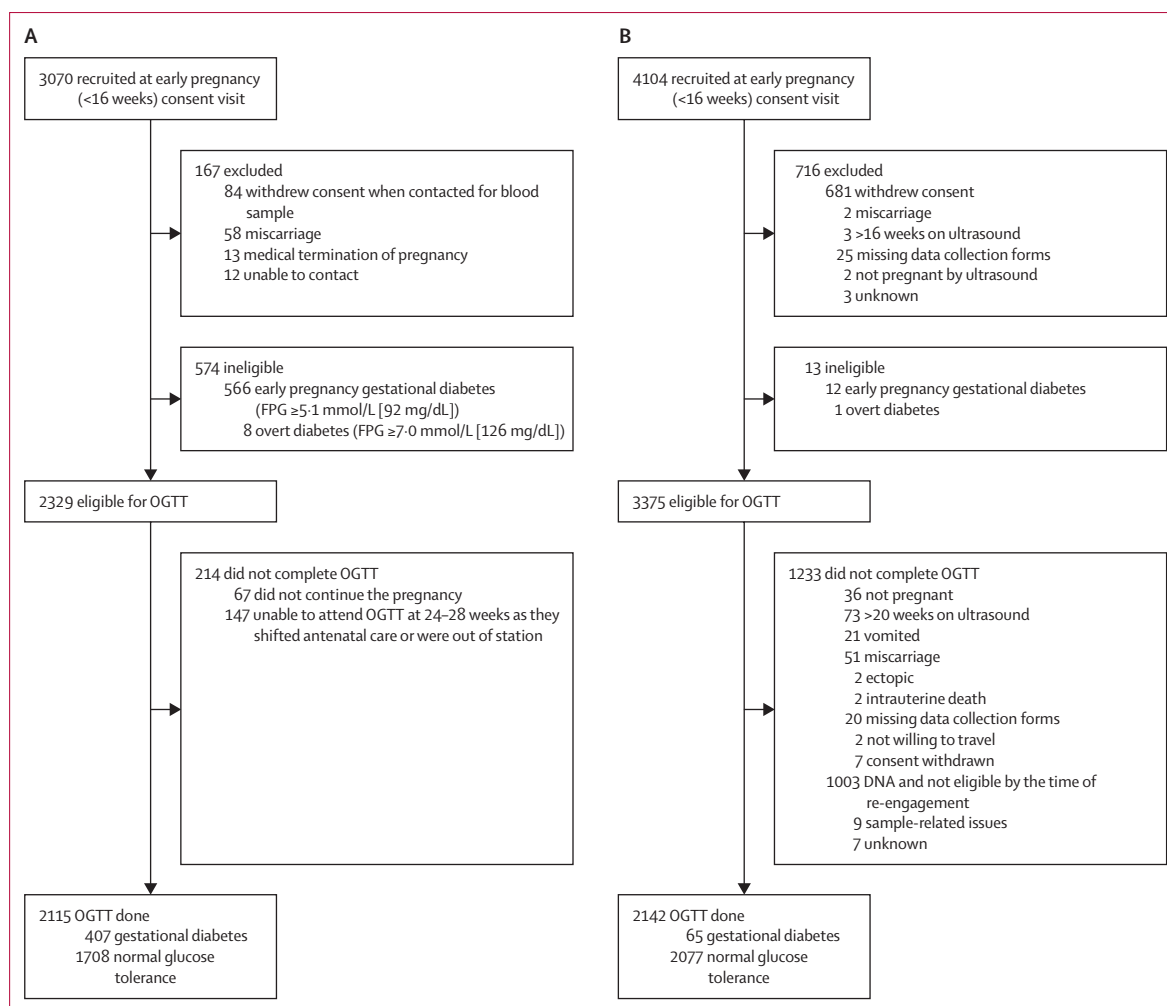 A
3070 recruited at early pregnancy
(<16 weeks) consent visit
167 excluded
84 withdrew consent when contacted for blood
sample
58 miscarriage
13 medical termination of pregnancy
12 unable to contact
574 ineligible
566 early pregnancy gestational diabetes
(FPG ≥5·1 mmol/L [92 mg/dL])
8 overt diabetes (FPG ≥7·0 mmol/L [126 mg/dL])
2329 eligible for OGTT
214 did not complete OGTT
67 did not continue the pregnancy
147 unable to attend OGTT at 24–28 weeks as they
shifted antenatal care or were out of station
2115 OGTT done
407 gestational diabetes
1708 normal glucose
tolerance
B
4104 recruited at early pregnancy
(<16 weeks) consent visit
716 excluded
681 withdrew consent
2 miscarriage
3 >16 weeks on ultrasound
25 missing data collection forms
2 not pregnant by ultrasound
3 unknown
13 ineligible
12 early pregnancy gestational diabetes
1 overt diabetes
3375 eligible for OGTT
1233 did not complete OGTT
36 not pregnant
73 >20 weeks on ultrasound
21 vomited
51 miscarriage
2 ectopic
2 intrauterine death
20 missing data collection forms
2 not willing to travel
7 consent withdrawn
1003 DNA and not eligible by the time of
re-engagement
9 sample-related issues
7 unknown
2142 OGTT done
65 gestational diabetes
2077 normal glucose
tolerance